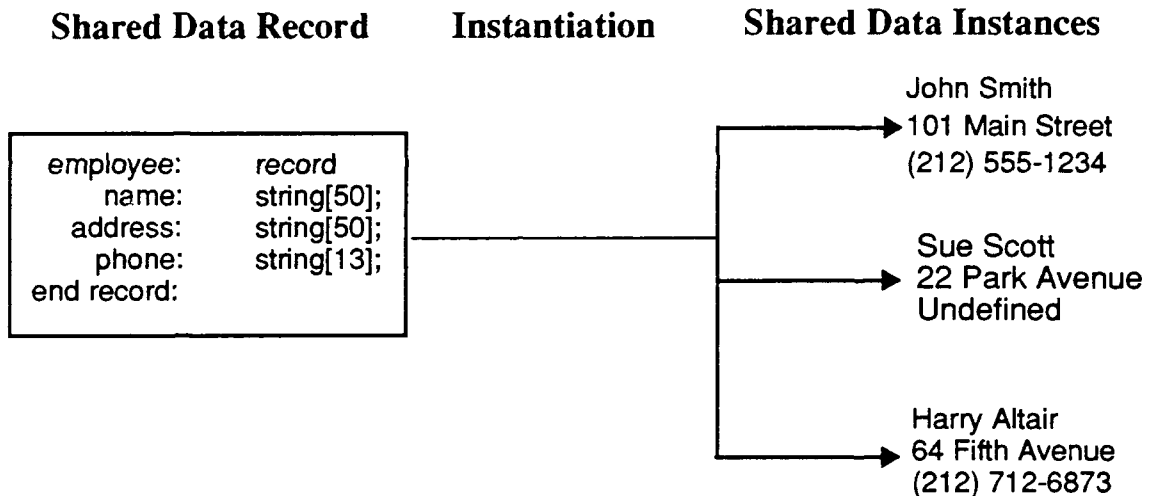 Shared Data Record Instantiation Shared Data Instances
employee: record
name: string[50];
address: string[50];
phone: string[13];
end record:
John Smith
101 Main Street
(212) 555-1234
Sue Scott
22 Park Avenue
Undefined
Harry Altair
64 Fifth Avenue
(212) 712-6873